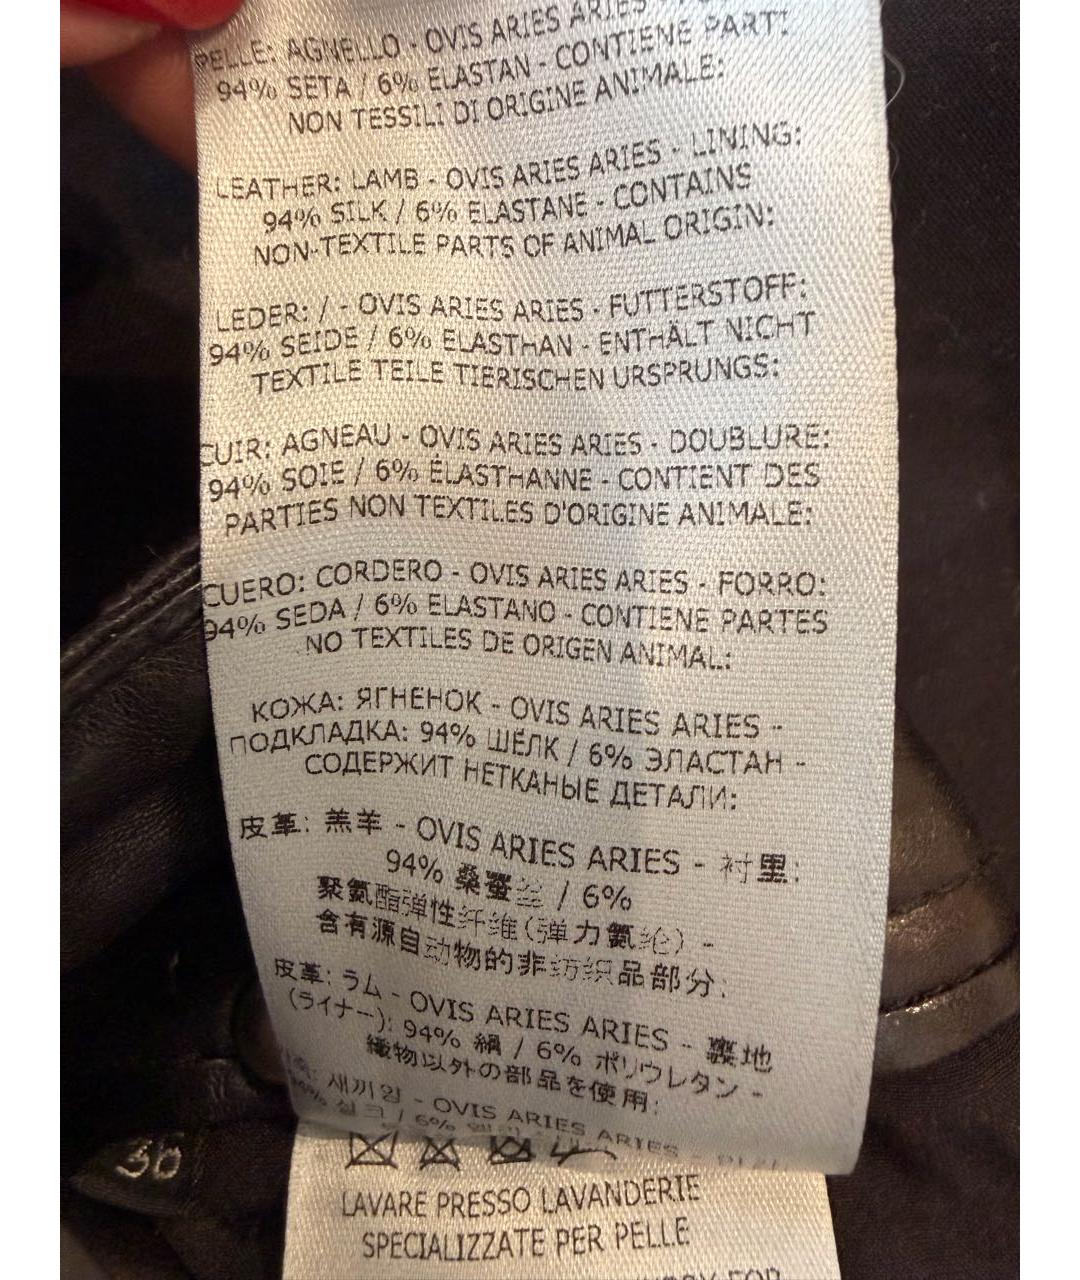 PELLE: AGNELLO - OVIS ARIES ARIES
94% SETA / 6% ELASTAN - CONTIENE PARTI
NON TESSILI DI ORIGINE ANIMALE:
LEATHER: LAMB - OVIS ARIES ARIES - LINING:
94% SILK / 6% ELASTANE - CONTAINS
NON-TEXTILE PARTS OF ANIMAL ORIGIN:
LEDER: / - OVIS ARIES ARIES - FUTTERSTOFF:
94% SEIDE / 6% ELASTHAN - ENTHÄLT NICHT
TEXTILE TEILE TIERISCHEN URSPRUNGS:
CUIR: AGNEAU - OVIS ARIES ARIES - DOUBLURE:
94% SOIE / 6% ÉLASTHANNE - CONTIENT DES
PARTIES NON TEXTILES D'ORIGINE ANIMALE:
CUERO: CORDERO - OVIS ARIES ARIES - FORRO:
94% SEDA / 6% ELASTANO - CONTIENE PARTES
NO TEXTILES DE ORIGEN ANIMAL:
КОЖА: ЯГНЕНОК - OVIS ARIES ARIES -
ПОДКЛАДКА: 94% ШЁЛК / 6% ЭЛАСТАН -
СОДЕРЖИТ НЕТКАНЫЕ ДЕТАЛИ:
皮革: 羔羊 - OVIS ARIES ARIES - 衬里:
94% 桑蚕丝 / 6%
聚氨酯弹性纤维(弹力氨纶) -
含有源自动物的非纺织品部分:
皮革: ラム - OVIS ARIES ARIES - 裏地
(ライナー): 94% 絹 / 6% ポリウレタン -
織物以外の部品を使用:
새끼양 - OVIS ARIES ARIES -
실크 / 6%
36
LAVARE PRESSO LAVANDERIE
SPECIALIZZATE PER PELLE
FOR